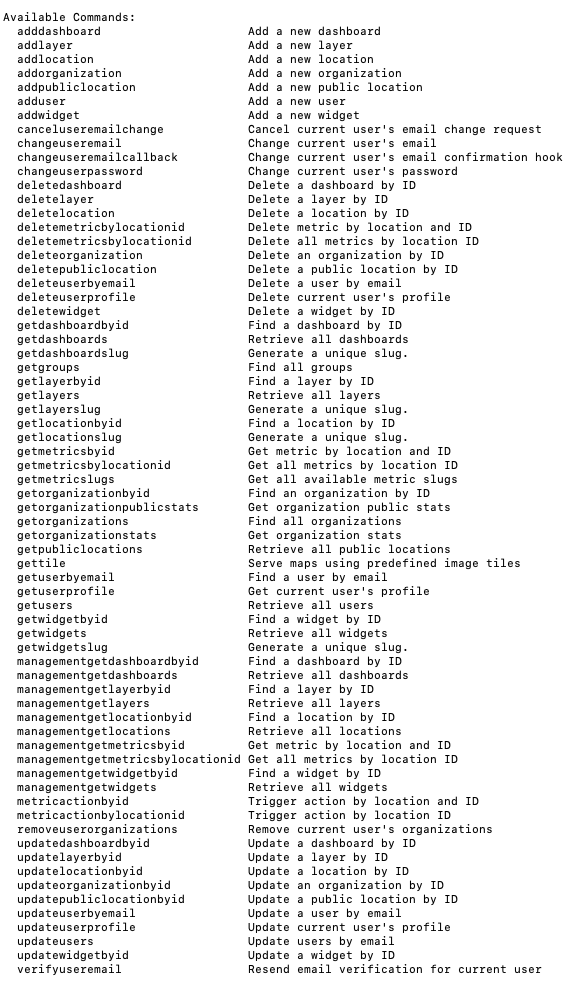 Available Commands:
adddashboard Add a new dashboard
addlayer Add a new layer
addlocation Add a new location
addorganization Add a new organization
addpubliclocation Add a new public location
adduser Add a new user
addwidget Add a new widget
canceluseremailchange Cancel current user's email change request
changeuseremail Change current user's email
changeuseremailcallback Change current user's email confirmation hook
changeuserpassword Change current user's password
deletedashboard Delete a dashboard by ID
deletelayer Delete a layer by ID
deletelocation Delete a location by ID
deletemetricbylocationid Delete metric by location and ID
deletemetricsbylocationid Delete all metrics by location ID
deleteorganization Delete an organization by ID
deletepubliclocation Delete a public location by ID
deleteuserbyemail Delete a user by email
deleteuserprofile Delete current user's profile
deletewidget Delete a widget by ID
getdashboardbyid Find a dashboard by ID
getdashboards Retrieve all dashboards
getdashboardslug Generate a unique slug.
getgroups Find all groups
getlayerbyid Find a layer by ID
getlayers Retrieve all layers
getlayerslug Generate a unique slug.
getlocationbyid Find a location by ID
getlocationslug Generate a unique slug.
getmetricsbyid Get metric by location and ID
getmetricsbylocationid Get all metrics by location ID
getmetricslugs Get all available metric slugs
getorganizationbyid Find an organization by ID
getorganizationpublicstats Get organization public stats
getorganizations Find all organizations
getorganizationstats Get organization stats
getpubliclocations Retrieve all public locations
gettile Serve maps using predefined image tiles
getuserbyemail Find a user by email
getuserprofile Get current user's profile
getusers Retrieve all users
getwidgetbyid Find a widget by ID
getwidgets Retrieve all widgets
getwidgetslug Generate a unique slug.
managementgetdashboardbyid Find a dashboard by ID
managementgetdashboards Retrieve all dashboards
managementgetlayerbyid Find a layer by ID
managementgetlayers Retrieve all layers
managementgetlocationbyid Find a location by ID
managementgetlocations Retrieve all locations
managementgetmetricsbyid Get metric by location and ID
managementgetmetricsbylocationid Get all metrics by location ID
managementgetwidgetbyid Find a widget by ID
managementgetwidgets Retrieve all widgets
metricactionbyid Trigger action by location and ID
metricactionbylocationid Trigger action by location ID
removeuserorganizations Remove current user's organizations
updatedashboardbyid Update a dashboard by ID
updatelayerbyid Update a layer by ID
updatelocationbyid Update a location by ID
updateorganizationbyid Update an organization by ID
updatepubliclocationbyid Update a public location by ID
updateuserbyemail Update a user by email
updateuserprofile Update current user's profile
updateusers Update users by email
updatewidgetbyid Update a widget by ID
verifyuseremail Resend email verification for current user